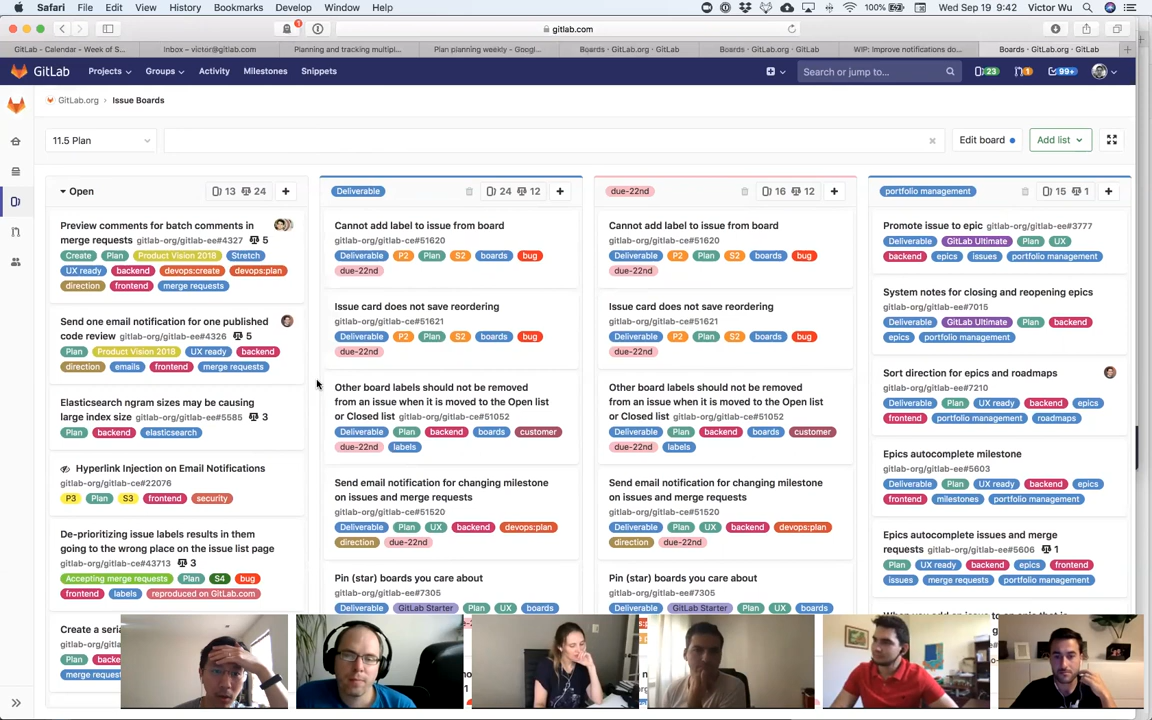 Safari File Edit View History Bookmarks Develop Window Help 100% Wed Sep 19 9:42 Victor Wu
1
gitlab.com
GitLab - Calendar - Week of S...
Inbox – victor@gitlab.com
Planning and tracking multipl...
Plan planning weekly - Googl...
Boards · GitLab.org · GitLab
Boards · GitLab.org · GitLab
WIP: Improve notifications do...
Boards · GitLab.org · GitLab
GitLab Projects Groups Activity Milestones Snippets
Search or jump to... 23 1 99+
GitLab.org › Issue Boards
11.5 Plan
Edit board Add list
Open 13 24
Preview comments for batch comments in
merge requests gitlab-org/gitlab-ee#4327 5
Create Plan Product Vision 2018 Stretch
UX ready backend devops:create devops:plan
direction frontend merge requests
Send one email notification for one published
code review gitlab-org/gitlab-ee#4326 5
Plan Product Vision 2018 UX ready backend
direction emails frontend merge requests
Elasticsearch ngram sizes may be causing
large index size gitlab-org/gitlab-ee#5585 3
Plan backend elasticsearch
Hyperlink Injection on Email Notifications
gitlab-org/gitlab-ce#22076
P3 Plan S3 frontend security
De-prioritizing issue labels results in them
going to the wrong place on the issue list page
gitlab-org/gitlab-ce#43713 3
Accepting merge requests Plan S4 bug
frontend labels reproduced on GitLab.com
Create a seria
Plan
Deliverable 24 12
Cannot add label to issue from board
gitlab-org/gitlab-ce#51620
Deliverable P2 Plan S2 boards bug
due-22nd
Issue card does not save reordering
gitlab-org/gitlab-ce#51621
Deliverable P2 Plan S2 boards bug
due-22nd
Other board labels should not be removed
from an issue when it is moved to the Open list
or Closed list gitlab-org/gitlab-ce#51052
Deliverable Plan backend boards customer
due-22nd labels
Send email notification for changing milestone
on issues and merge requests
gitlab-org/gitlab-ce#51520
Deliverable Plan UX backend devops:plan
direction due-22nd
Pin (star) boards you care about
gitlab-org/gitlab-ee#7305
Deliverable GitLab Starter Plan UX boards
due-22nd 16 12
Cannot add label to issue from board
gitlab-org/gitlab-ce#51620
Deliverable P2 Plan S2 boards bug
due-22nd
Issue card does not save reordering
gitlab-org/gitlab-ce#51621
Deliverable P2 Plan S2 boards bug
due-22nd
Other board labels should not be removed
from an issue when it is moved to the Open list
or Closed list gitlab-org/gitlab-ce#51052
Deliverable Plan backend boards customer
due-22nd labels
Send email notification for changing milestone
on issues and merge requests
gitlab-org/gitlab-ce#51520
Deliverable Plan UX backend devops:plan
direction due-22nd
Pin (star) boards you care about
gitlab-org/gitlab-ee#7305
Deliverable GitLab Starter Plan UX boards
portfolio management 15 1
Promote issue to epic gitlab-org/gitlab-ee#3777
Deliverable GitLab Ultimate Plan UX
backend epics issues portfolio management
System notes for closing and reopening epics
gitlab-org/gitlab-ee#7015
Deliverable GitLab Ultimate Plan backend
epics portfolio management
Sort direction for epics and roadmaps
gitlab-org/gitlab-ee#7210
Deliverable Plan UX ready backend epics
frontend portfolio management roadmaps
Epics autocomplete milestone
gitlab-org/gitlab-ee#5603
Deliverable Plan UX ready backend epics
frontend milestones portfolio management
Epics autocomplete issues and merge
requests gitlab-org/gitlab-ee#5606 1
Plan UX ready backend epics frontend
issues merge requests portfolio management